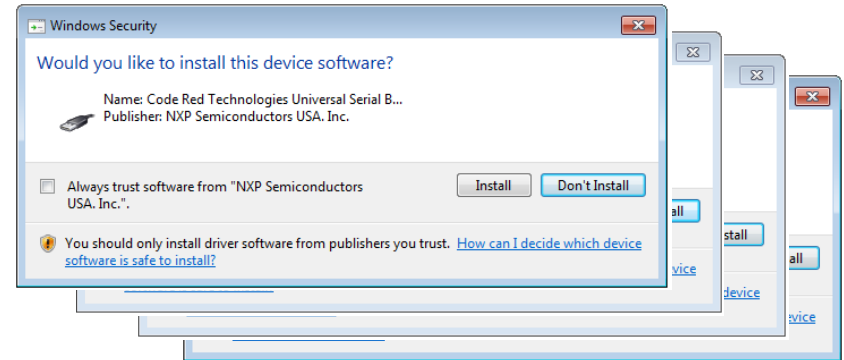 Windows Security
Would you like to install this device software?
Name: Code Red Technologies Universal Serial B...
Publisher: NXP Semiconductors USA. Inc.
Always trust software from "NXP Semiconductors
USA. Inc.".
Install
Don't Install
You should only install driver software from publishers you trust. How can I decide which device
software is safe to install?
all
vice
stall
device
all
evice